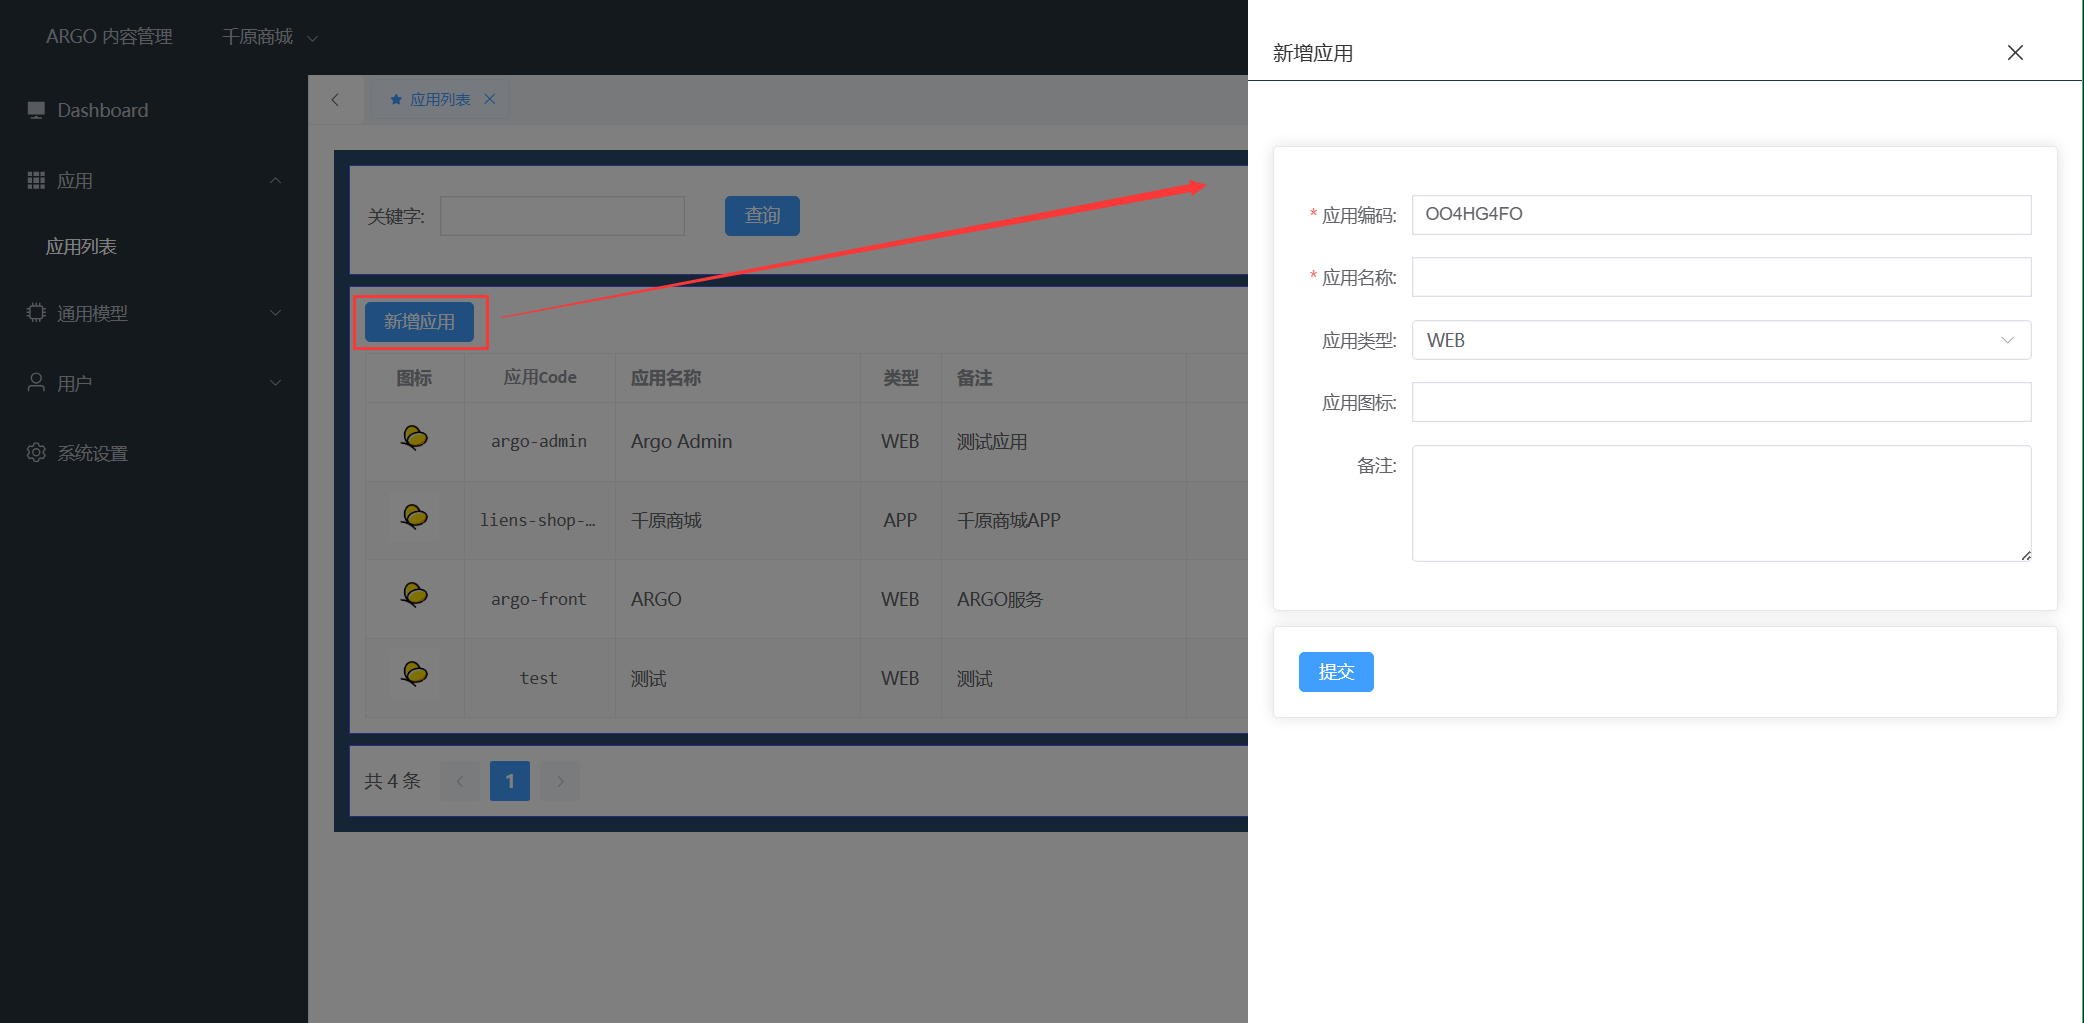 ARGO 内容管理
千原商城
Dashboard
应用
应用列表
通用模型
用户
系统设置
应用列表
关键字:
查询
新增应用
图标 应用Code 应用名称 类型 备注
argo-admin Argo Admin WEB 测试应用
liens-shop-... 千原商城 APP 千原商城APP
argo-front ARGO WEB ARGO服务
test 测试 WEB 测试
共 4 条 1
新增应用
* 应用编码: OO4HG4FO
* 应用名称:
应用类型: WEB
应用图标:
备注:
提交